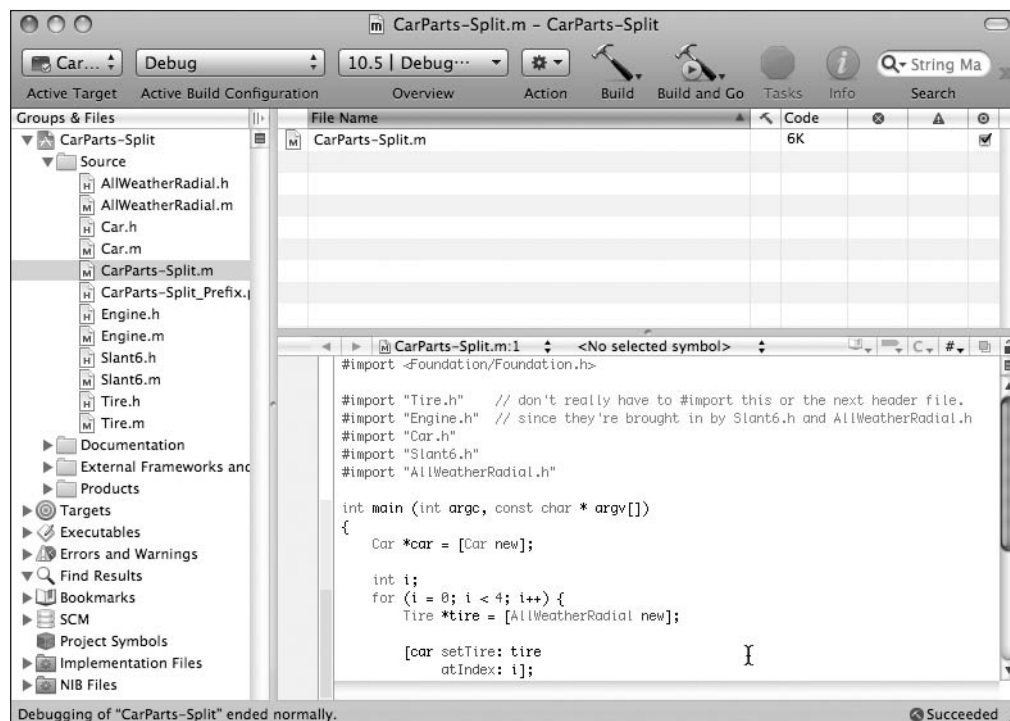 CarParts-Split.m – CarParts-Split
Car... Debug 10.5 | Debug··· String Ma
Active Target Active Build Configuration Overview Action Build Build and Go Tasks Info Search
Groups & Files
CarParts-Split
Source
AllWeatherRadial.h
AllWeatherRadial.m
Car.h
Car.m
CarParts-Split.m
CarParts-Split_Prefix.
Engine.h
Engine.m
Slant6.h
Slant6.m
Tire.h
Tire.m
Documentation
External Frameworks and
Products
Targets
Executables
Errors and Warnings
Find Results
Bookmarks
SCM
Project Symbols
Implementation Files
NIB Files
File Name Code
CarParts-Split.m 6K
CarParts-Split.m:1 <No selected symbol> C #
#import <Foundation/Foundation.h>
#import "Tire.h" // don't really have to #import this or the next header file.
#import "Engine.h" // since they're brought in by Slant6.h and AllWeatherRadial.h
#import "Car.h"
#import "Slant6.h"
#import "AllWeatherRadial.h"
int main (int argc, const char * argv[])
{
Car *car = [Car new];
int i;
for (i = 0; i < 4; i++) {
Tire *tire = [AllWeatherRadial new];
[car setTire: tire
atIndex: i];
Debugging of "CarParts-Split" ended normally. Succeeded